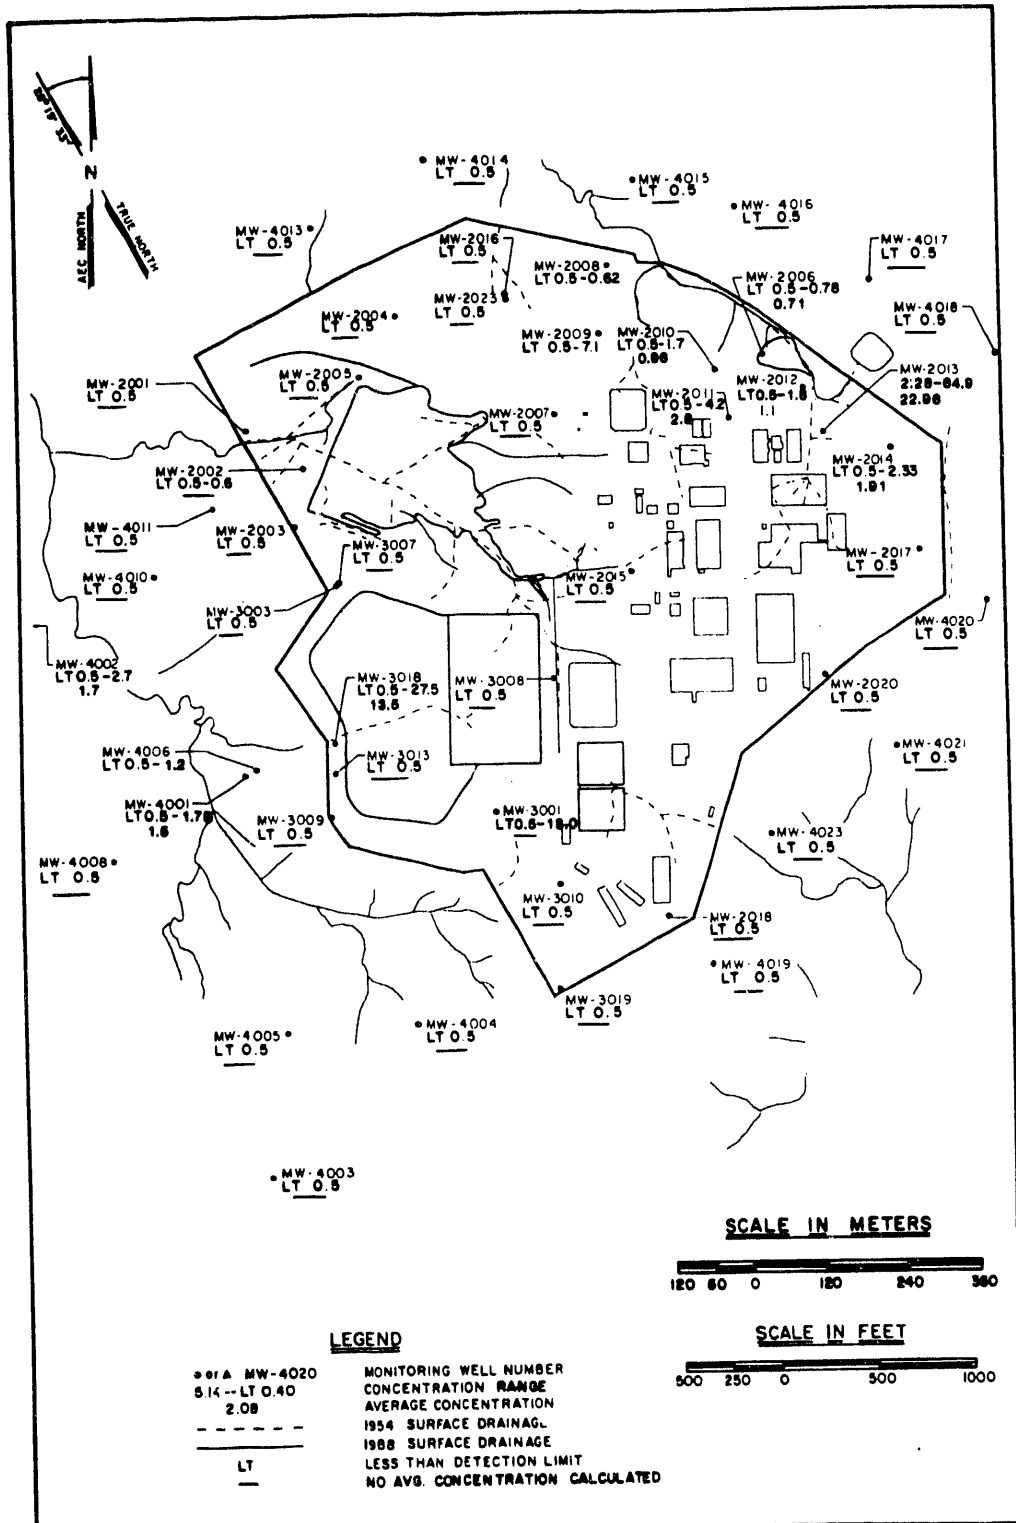 N
AEC NORTH
TRUE NORTH
MW-4014
LT 0.5
MW-4015
LT 0.5
MW-4016
LT 0.5
MW-4013
LT 0.5
MW-2016
LT 0.5
MW-4017
LT 0.5
MW-2008
LT 0.5-0.62
MW-2006
LT 0.5-0.78
0.71
MW-2023
LT 0.5
MW-4018
LT 0.5
MW-2004
LT 0.5
MW-2009
LT 0.5-7.1
MW-2010
LT 0.5-1.7
0.96
MW-2005
LT 0.5
MW-2001
LT 0.5
MW-2012
LT 0.5-1.8
1.1
MW-2013
2.28-64.9
22.96
MW-2011
LT 0.5-4.2
MW-2007
LT 0.5
MW-2002
LT 0.5-0.6
MW-2014
LT 0.5-2.33
1.91
MW-4011
LT 0.5
MW-2003
LT 0.5
MW-3007
LT 0.5
MW-2017
LT 0.5
MW-4010
LT 0.5
MW-2015
LT 0.5
MW-3003
LT 0.5
MW-4020
LT 0.5
MW-4002
LT 0.5-2.7
1.7
MW-3018
LT 0.5-27.5
13.5
MW-3008
LT 0.5
MW-2020
LT 0.5
MW-4006
LT 0.5-1.2
MW-3013
LT 0.5
MW-4021
LT 0.5
MW-4001
LT 0.5-1.75
1.5
MW-3009
LT 0.5
MW-3001
MW-4023
LT 0.5
MW-4008
LT 0.5
MW-3010
LT 0.5
MW-2018
LT 0.5
MW-4019
LT 0.5
MW-3019
LT 0.5
MW-4005
LT 0.5
MW-4004
LT 0.5
MW-4003
LT 0.5
SCALE IN METERS
120 60 0 120 240 360
SCALE IN FEET
500 250 0 500 1000
LEGEND
● or ▲ MW-4020 MONITORING WELL NUMBER
5.14--LT 0.40 CONCENTRATION RANGE
2.08 AVERAGE CONCENTRATION
1954 SURFACE DRAINAGE
1988 SURFACE DRAINAGE
LT LESS THAN DETECTION LIMIT
NO AVG. CONCENTRATION CALCULATED